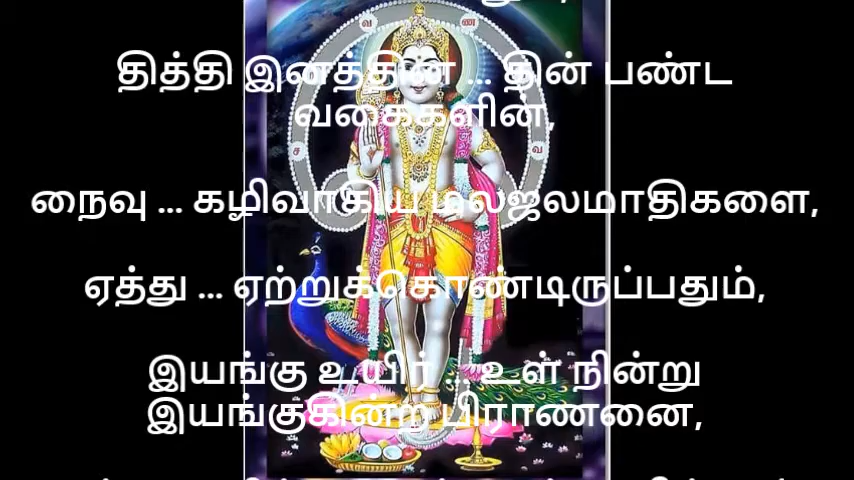 தித்தி இனத்தின் ... தின் பண்ட
வகைகளின்,
நைவு ... கழிவாகிய மலஜலமாதிகளை,
ஏத்து ... ஏற்றுக்கொண்டிருப்பதும்,
இயங்கு உயிர் ... உள் நின்று
இயங்குகின்ற பிராணனை,
வ
ண
ச
வ